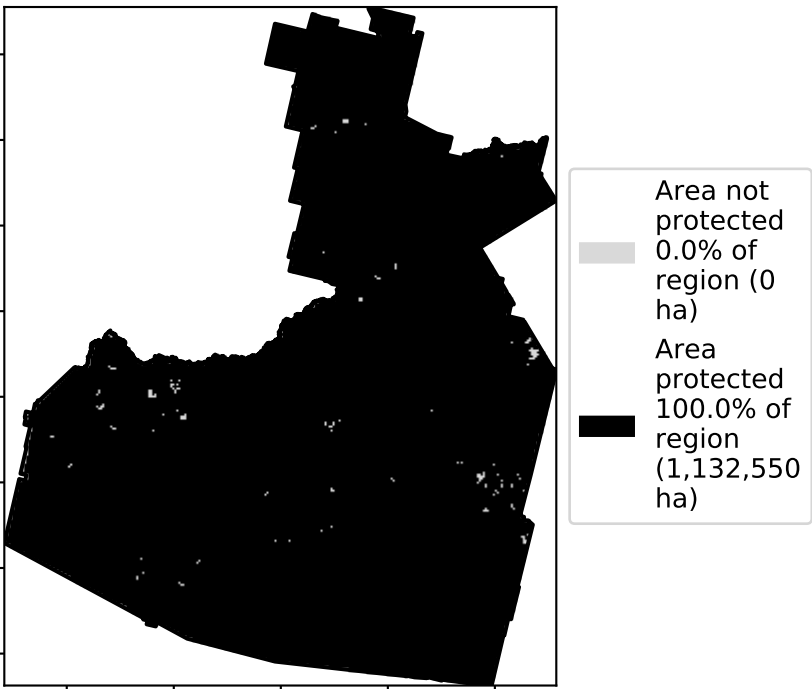 Area not
protected
0.0% of
region (0
ha)
Area
protected
100.0% of
region
(1,132,550
ha)